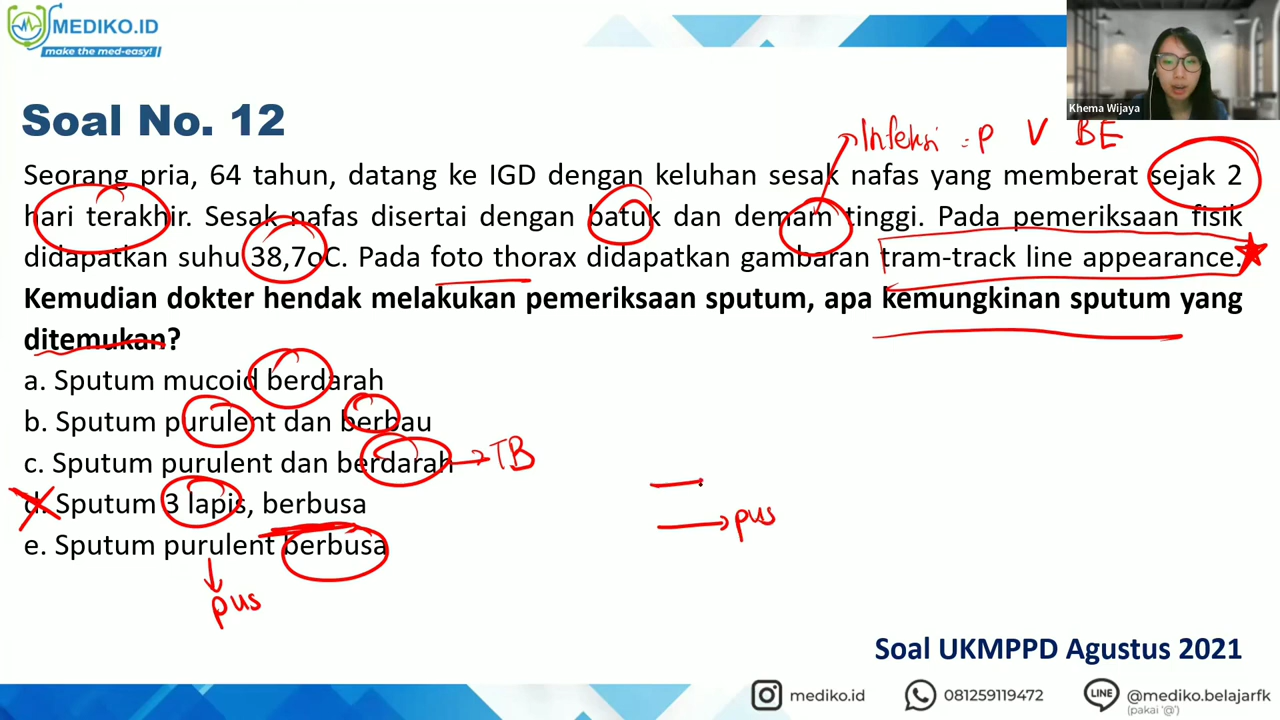 MEDIKO.ID
make the med-easy!
Khema Wijaya
Soal No. 12
Infeksi : P V BE
Seorang pria, 64 tahun, datang ke IGD dengan keluhan sesak nafas yang memberat sejak 2
hari terakhir. Sesak nafas disertai dengan batuk dan demam tinggi. Pada pemeriksaan fisik
didapatkan suhu 38,7oC. Pada foto thorax didapatkan gambaran tram-track line appearance.
Kemudian dokter hendak melakukan pemeriksaan sputum, apa kemungkinan sputum yang
ditemukan?
a. Sputum mucoid berdarah
b. Sputum purulent dan berbau
c. Sputum purulent dan berdarah → TB
d. Sputum 3 lapis, berbusa
e. Sputum purulent berbusa
pus
pus
Soal UKMPPD Agustus 2021
mediko.id
081259119472
LINE
@mediko.belajarfk
(pakai '@')